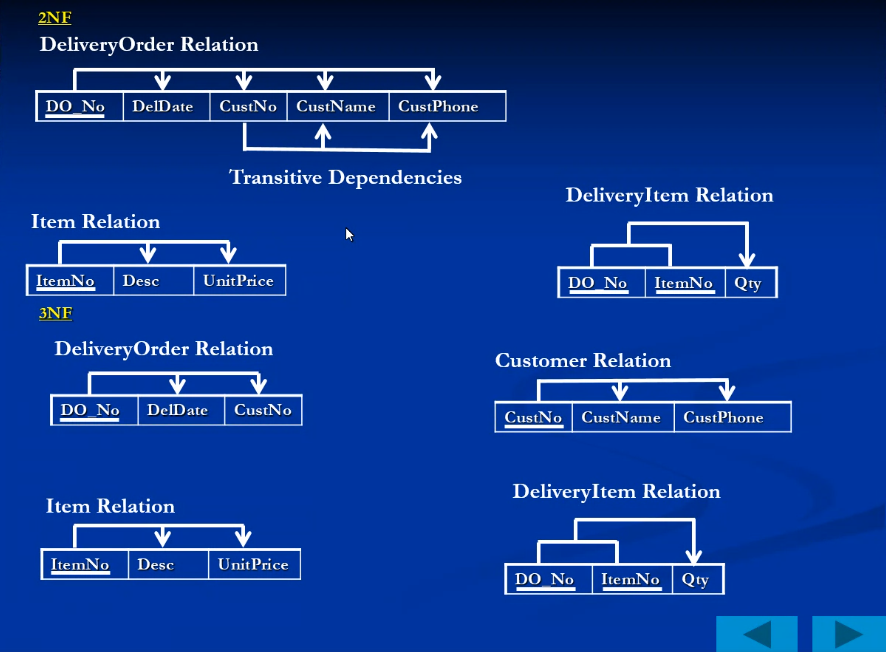 2NF
DeliveryOrder Relation
DO_No DelDate CustNo CustName CustPhone
Transitive Dependencies
DeliveryItem Relation
Item Relation
ItemNo Desc UnitPrice
DO_No ItemNo Qty
3NF
DeliveryOrder Relation
Customer Relation
DO_No DelDate CustNo
CustNo CustName CustPhone
DeliveryItem Relation
Item Relation
ItemNo Desc UnitPrice
DO_No ItemNo Qty